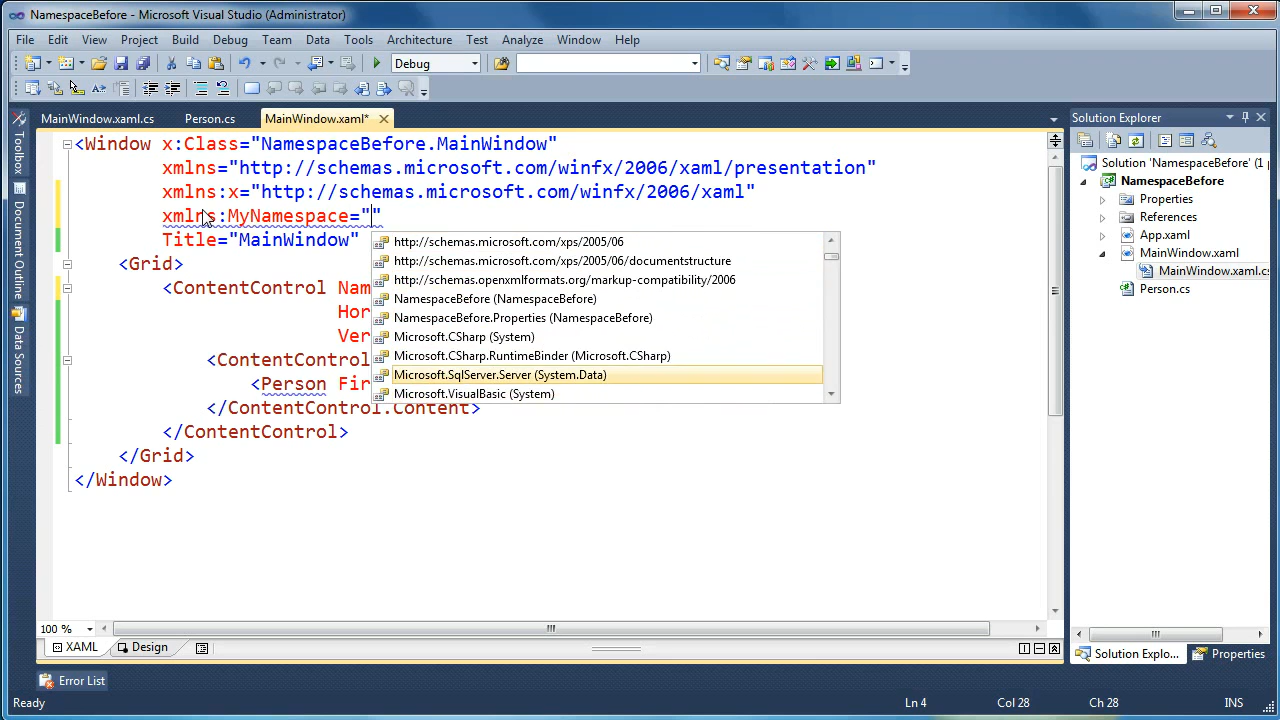 NamespaceBefore - Microsoft Visual Studio (Administrator)
File Edit View Project Build Debug Team Data Tools Architecture Test Analyze Window Help
Debug
MainWindow.xaml.cs Person.cs MainWindow.xaml*
Toolbox
Document Outline
Data Sources
<Window x:Class="NamespaceBefore.MainWindow"
xmlns="http://schemas.microsoft.com/winfx/2006/xaml/presentation"
xmlns:x="http://schemas.microsoft.com/winfx/2006/xaml"
xmlns:MyNamespace=""
Title="MainWindow"
<Grid>
<ContentControl Nam
Hor
Ver
<ContentControl
<Person Fir
</ContentControl.Content>
</ContentControl>
</Grid>
</Window>
http://schemas.microsoft.com/xps/2005/06
http://schemas.microsoft.com/xps/2005/06/documentstructure
http://schemas.openxmlformats.org/markup-compatibility/2006
NamespaceBefore (NamespaceBefore)
NamespaceBefore.Properties (NamespaceBefore)
Microsoft.CSharp (System)
Microsoft.CSharp.RuntimeBinder (Microsoft.CSharp)
Microsoft.SqlServer.Server (System.Data)
Microsoft.VisualBasic (System)
100 %
XAML Design
Error List
Solution Explorer
Solution 'NamespaceBefore' (1 p
NamespaceBefore
Properties
References
App.xaml
MainWindow.xaml
MainWindow.xaml.cs
Person.cs
Solution Explo... Properties
Ready Ln 4 Col 28 Ch 28 INS